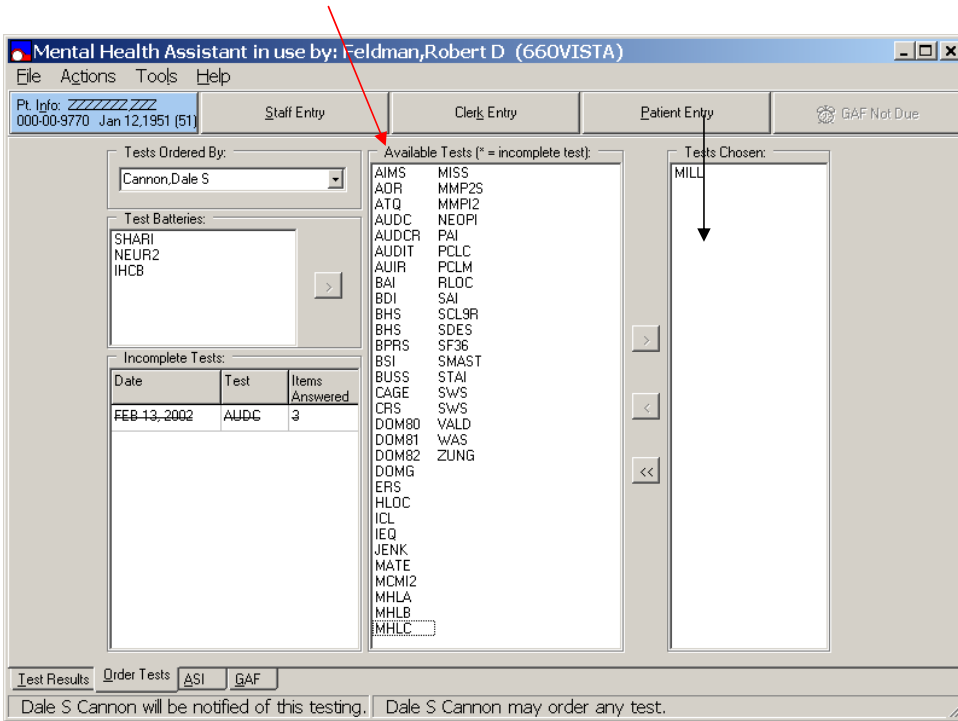 Mental Health Assistant in use by: Feldman,Robert D (660VISTA)
File Actions Tools Help
Pt. Info: ZZZZZZZ,ZZZ
000-00-9770 Jan 12,1951 (51)
Staff Entry
Clerk Entry
Patient Entry
GAF Not Due
Tests Ordered By:
Cannon,Dale S
Test Batteries:
SHARI
NEUR2
IHCB
>
Incomplete Tests:
Date Test Items Answered
FEB 13, 2002 AUDC 3
Available Tests (* = incomplete test):
AIMS MISS
AOR MMP2S
ATQ MMPI2
AUDC NEOPI
AUDCR PAI
AUDIT PCLC
AUIR PCLM
BAI RLOC
BDI SAI
BHS SCL9R
BHS SDES
BPRS SF36
BSI SMAST
BUSS STAI
CAGE SWS
CRS SWS
DOM80 VALD
DOM81 WAS
DOM82 ZUNG
DOMG
ERS
HLOC
ICL
IEQ
JENK
MATE
MCMI2
MHLA
MHLB
MHLC
>
<
<<
Tests Chosen:
MILL
Test Results Order Tests ASI GAF
Dale S Cannon will be notified of this testing. Dale S Cannon may order any test.